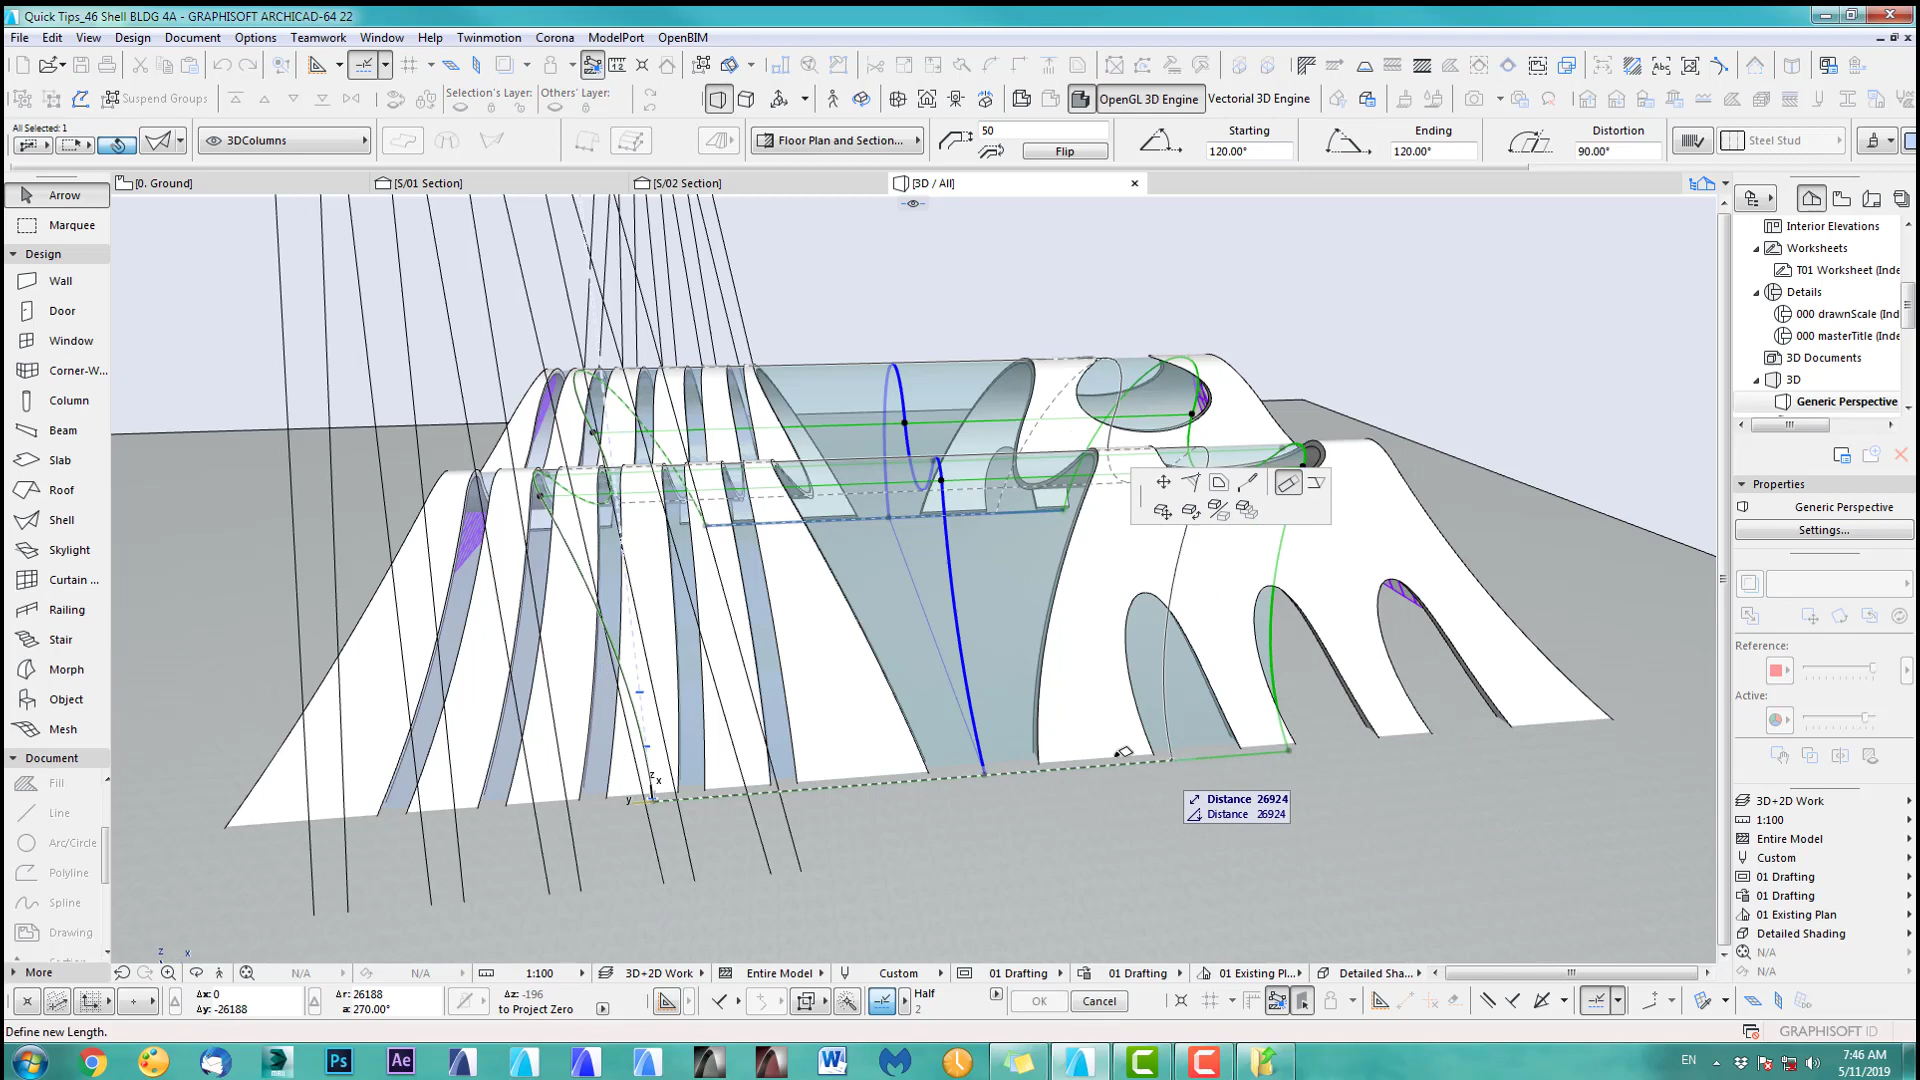 Quick Tips_46 Shell BLDG 4A - GRAPHISOFT ARCHICAD-64 22
File Edit View Design Document Options Teamwork Window Help Twinmotion Corona ModelPort OpenBIM
Suspend Groups
Selection's Layer:
Others' Layer:
OpenGL 3D Engine
Vectorial 3D Engine
All Selected: 1
3DColumns
Floor Plan and Section...
50
Flip
Starting
120.00°
Ending
120.00°
Distortion
90.00°
Steel Stud
[0. Ground]
[S/01 Section]
[S/02 Section]
[3D / All]
Arrow
Marquee
Design
Wall
Door
Window
Corner-W...
Column
Beam
Slab
Roof
Shell
Skylight
Curtain ...
Railing
Stair
Morph
Object
Mesh
Document
Fill
Line
Arc/Circle
Polyline
Spline
Drawing
More
z
x
y
z
x
Distance 26924
Distance 26924
Interior Elevations
Worksheets
T01 Worksheet (Inde
Details
000 drawnScale (Ind
000 masterTitle (Inde
3D Documents
3D
Generic Perspective
Properties
Generic Perspective
Settings...
Reference:
Active:
3D+2D Work
1:100
Entire Model
Custom
01 Drafting
01 Drafting
01 Existing Plan
Detailed Shading
N/A
N/A
N/A
N/A
1:100
3D+2D Work
Entire Model
Custom
01 Drafting
01 Drafting
01 Existing Pl...
Detailed Sha...
Δx: 0
Δy: -26188
Δr: 26188
a: 270.00°
Δz: -196
to Project Zero
Half
2
OK
Cancel
Define new Length.
GRAPHISOFT ID
Ps
Ae
W
C
C
EN
7:46 AM
5/11/2019